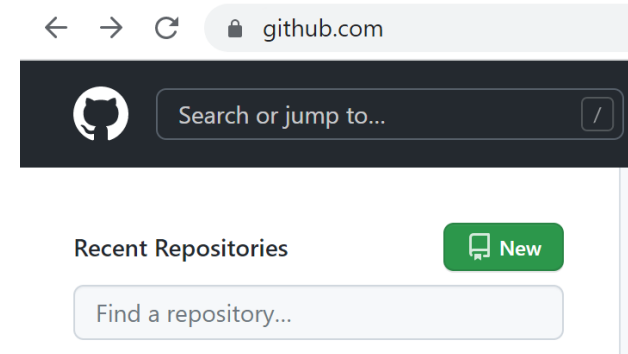 github.com
Search or jump to...
/
Recent Repositories
New
Find a repository...